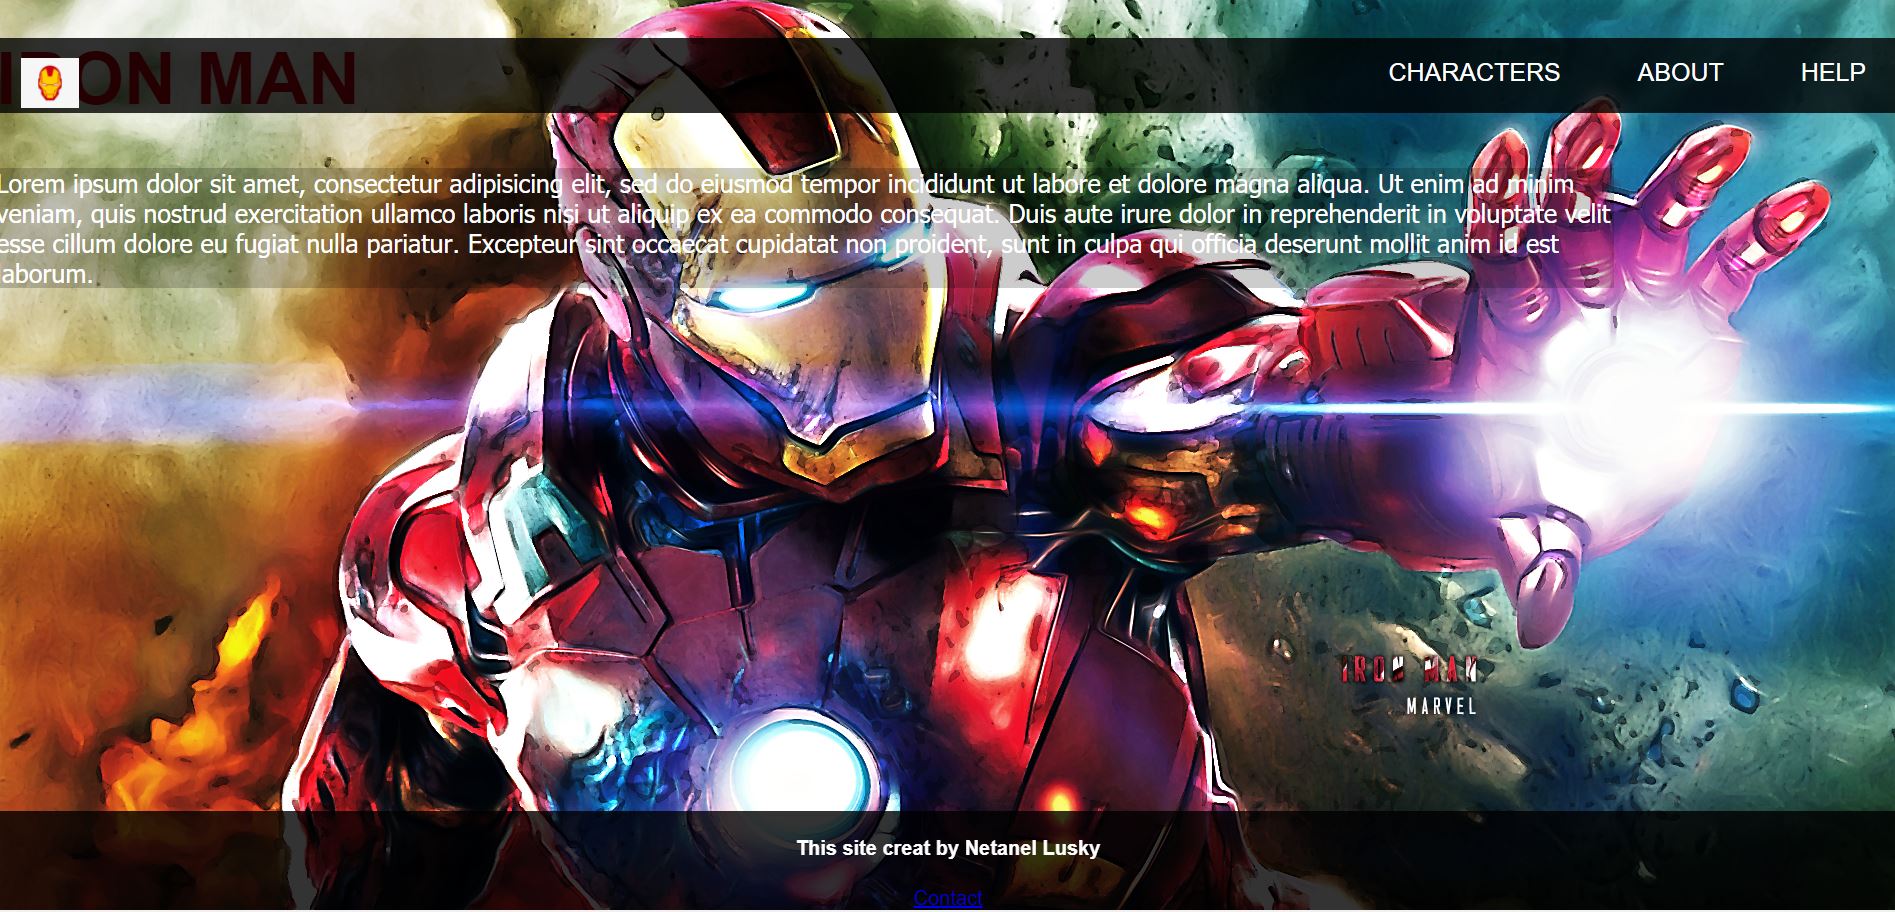 IRON MAN
CHARACTERS ABOUT HELP
Lorem ipsum dolor sit amet, consectetur adipisicing elit, sed do eiusmod tempor incididunt ut labore et dolore magna aliqua. Ut enim ad minim
veniam, quis nostrud exercitation ullamco laboris nisi ut aliquip ex ea commodo consequat. Duis aute irure dolor in reprehenderit in voluptate velit
esse cillum dolore eu fugiat nulla pariatur. Excepteur sint occaecat cupidatat non proident, sunt in culpa qui officia deserunt mollit anim id est
laborum.
IRON MAN
MARVEL
This site creat by Netanel Lusky
Contact